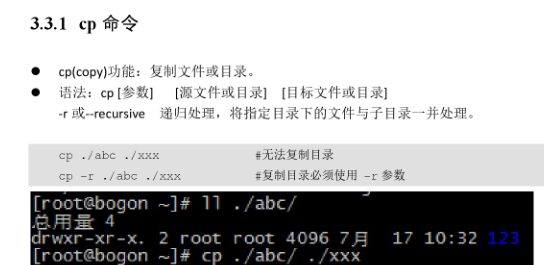 3.3.1 cp 命令
● cp(copy)功能：复制文件或目录。
● 语法：cp [参数] [源文件或目录] [目标文件或目录]
-r 或--recursive 递归处理，将指定目录下的文件与子目录一并处理。
cp ./abc ./xxx #无法复制目录
cp -r ./abc ./xxx #复制目录必须使用 -r 参数
[root@bogon ~]# ll ./abc/
总用量 4
drwxr-xr-x. 2 root root 4096 7月 17 10:32 123
[root@bogon ~]# cp ./abc/ ./xxx